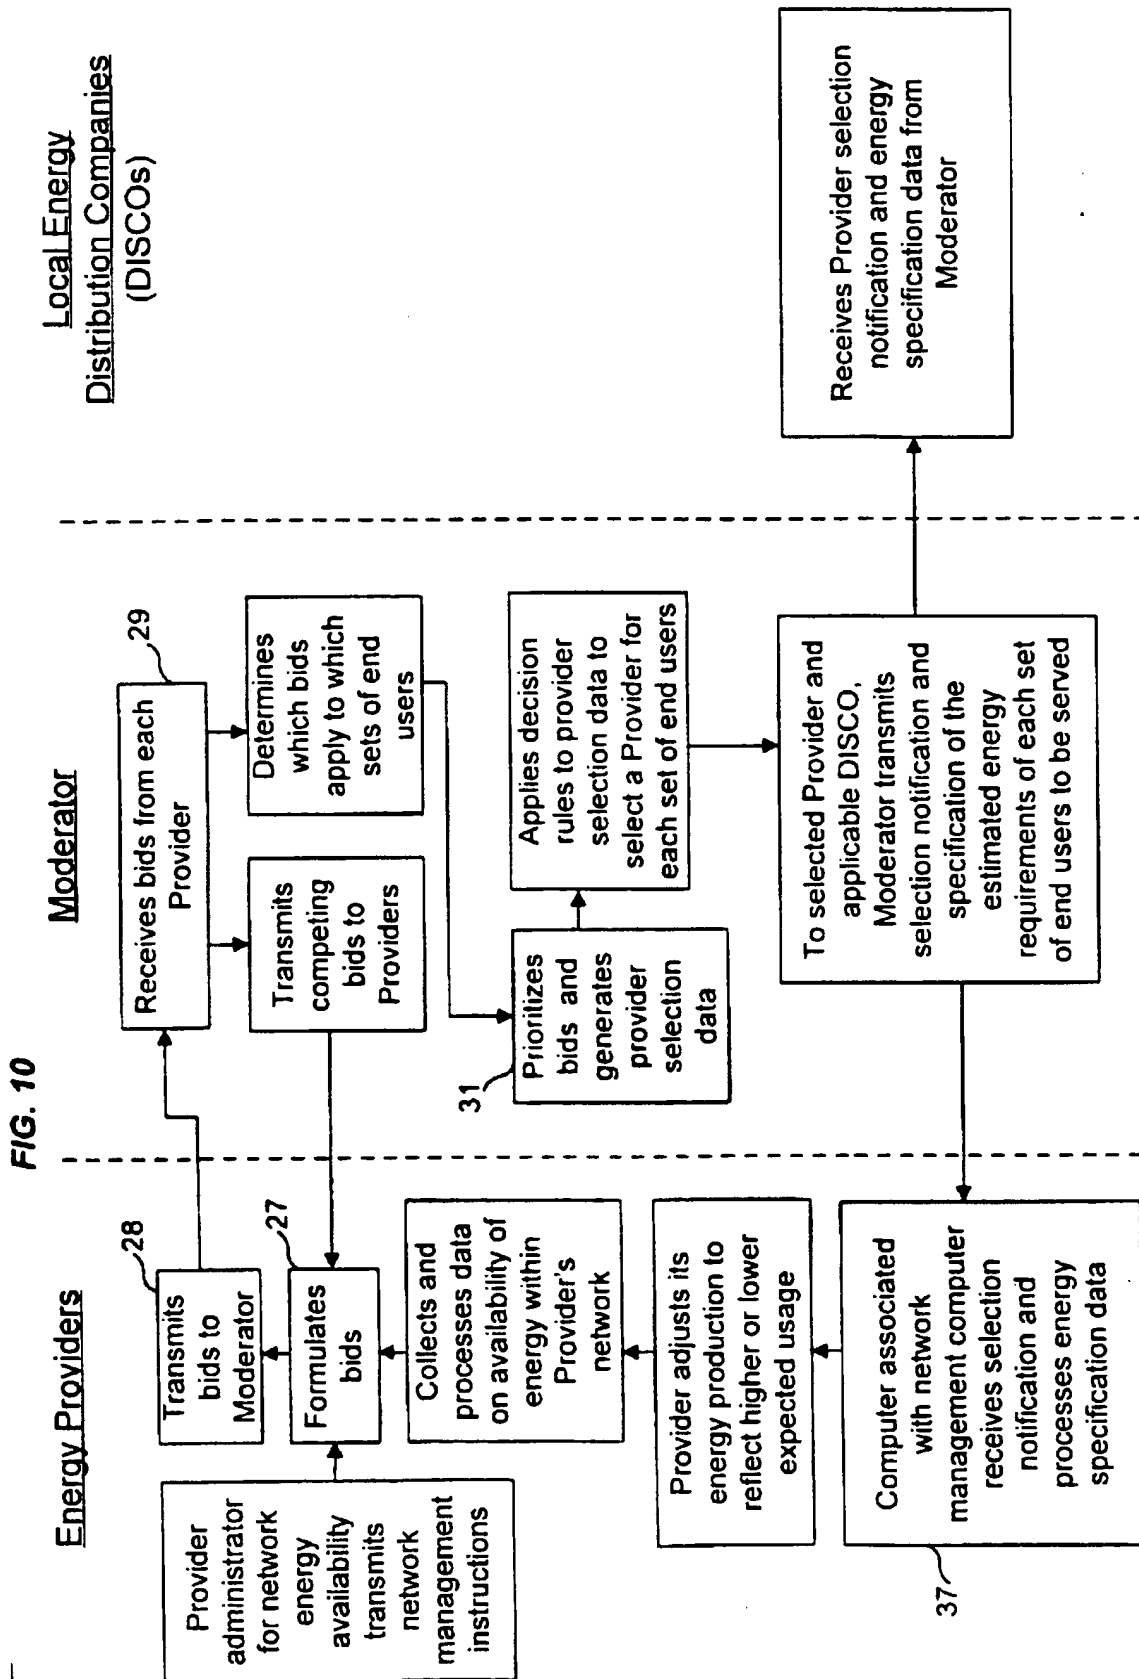 FIG. 10
Energy Providers
Moderator
Local Energy
Distribution Companies
(DISCOs)
Provider
administrator
for network
energy
availability
transmits
network
management
instructions
28
Transmits
bids to
Moderator
27
Formulates
bids
Collects and
processes data
on availability of
energy within
Provider's
network
Provider adjusts its
energy production to
reflect higher or lower
expected usage
Computer associated
with network
management computer
receives selection
notification and
processes energy
specification data
37
29
Receives bids from each
Provider
Transmits
competing
bids to
Providers
Determines
which bids
apply to which
sets of end
users
31
Prioritizes
bids and
generates
provider
selection
data
Applies decision
rules to provider
selection data to
select a Provider for
each set of end users
To selected Provider and
applicable DISCO,
Moderator transmits
selection notification and
specification of the
estimated energy
requirements of each set
of end users to be served
Receives Provider selection
notification and energy
specification data from
Moderator